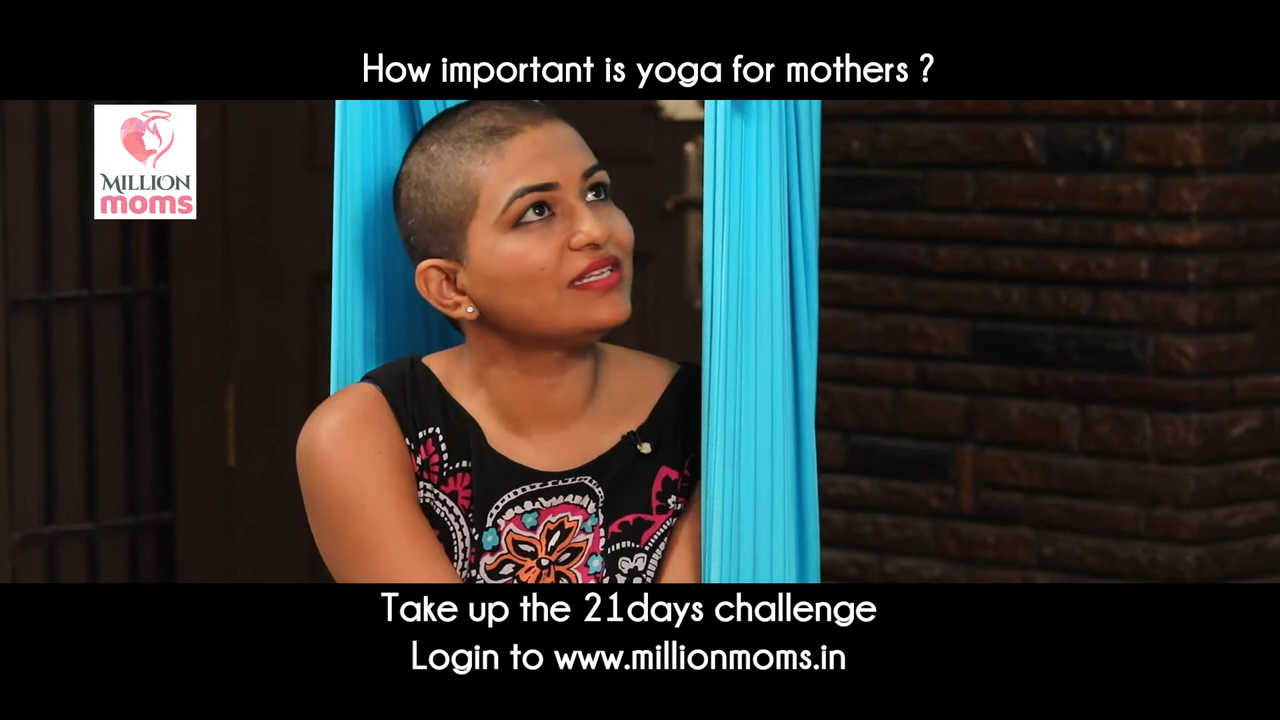 How important is yoga for mothers ?
MILLION
moms
Take up the 21days challenge
Login to www.millionmoms.in